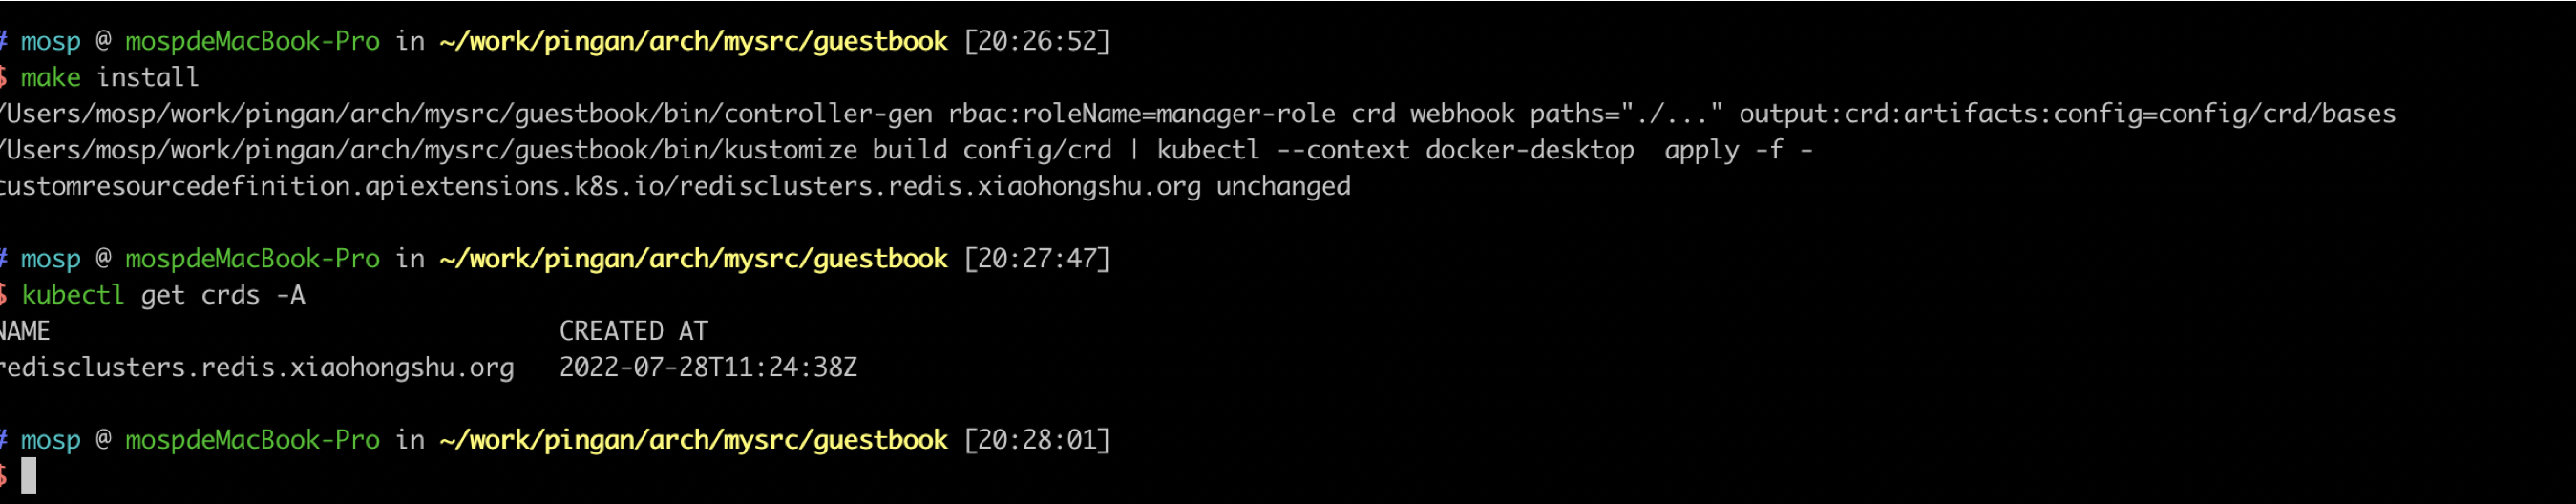 # mosp @ mospdeMacBook-Pro in ~/work/pingan/arch/mysrc/guestbook [20:26:52]
$ make install
/Users/mosp/work/pingan/arch/mysrc/guestbook/bin/controller-gen rbac:roleName=manager-role crd webhook paths="./..." output:crd:artifacts:config=config/crd/bases
/Users/mosp/work/pingan/arch/mysrc/guestbook/bin/kustomize build config/crd | kubectl --context docker-desktop  apply -f -
customresourcedefinition.apiextensions.k8s.io/redisclusters.redis.xiaohongshu.org unchanged
# mosp @ mospdeMacBook-Pro in ~/work/pingan/arch/mysrc/guestbook [20:27:47]
$ kubectl get crds -A
NAME                                  CREATED AT
redisclusters.redis.xiaohongshu.org   2022-07-28T11:24:38Z
# mosp @ mospdeMacBook-Pro in ~/work/pingan/arch/mysrc/guestbook [20:28:01]
$